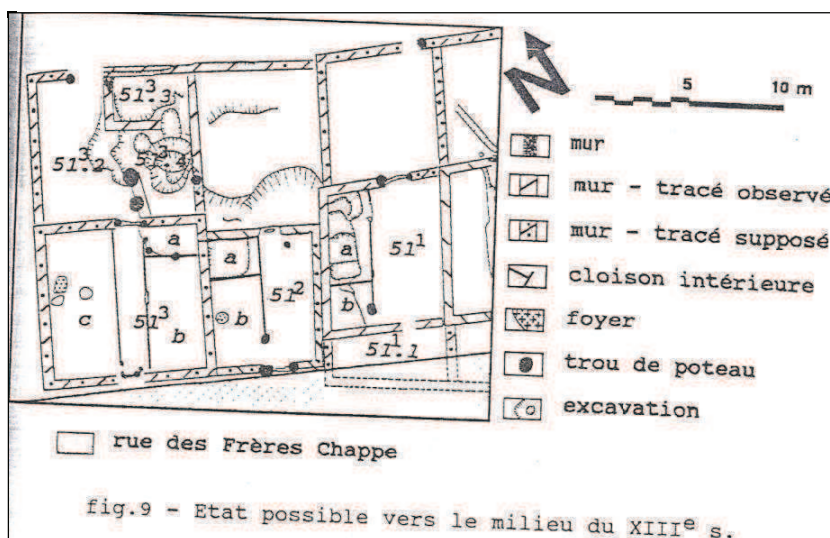 51³.3
51³.2
a
51¹
a
a
51²
b
c
51³
b
b
51¹.1
N
5 10 m
mur
mur - tracé observé
mur - tracé supposé
cloison intérieure
foyer
trou de poteau
excavation
rue des Frères Chappe
fig.9 - Etat possible vers le milieu du XIIIᵉ s.